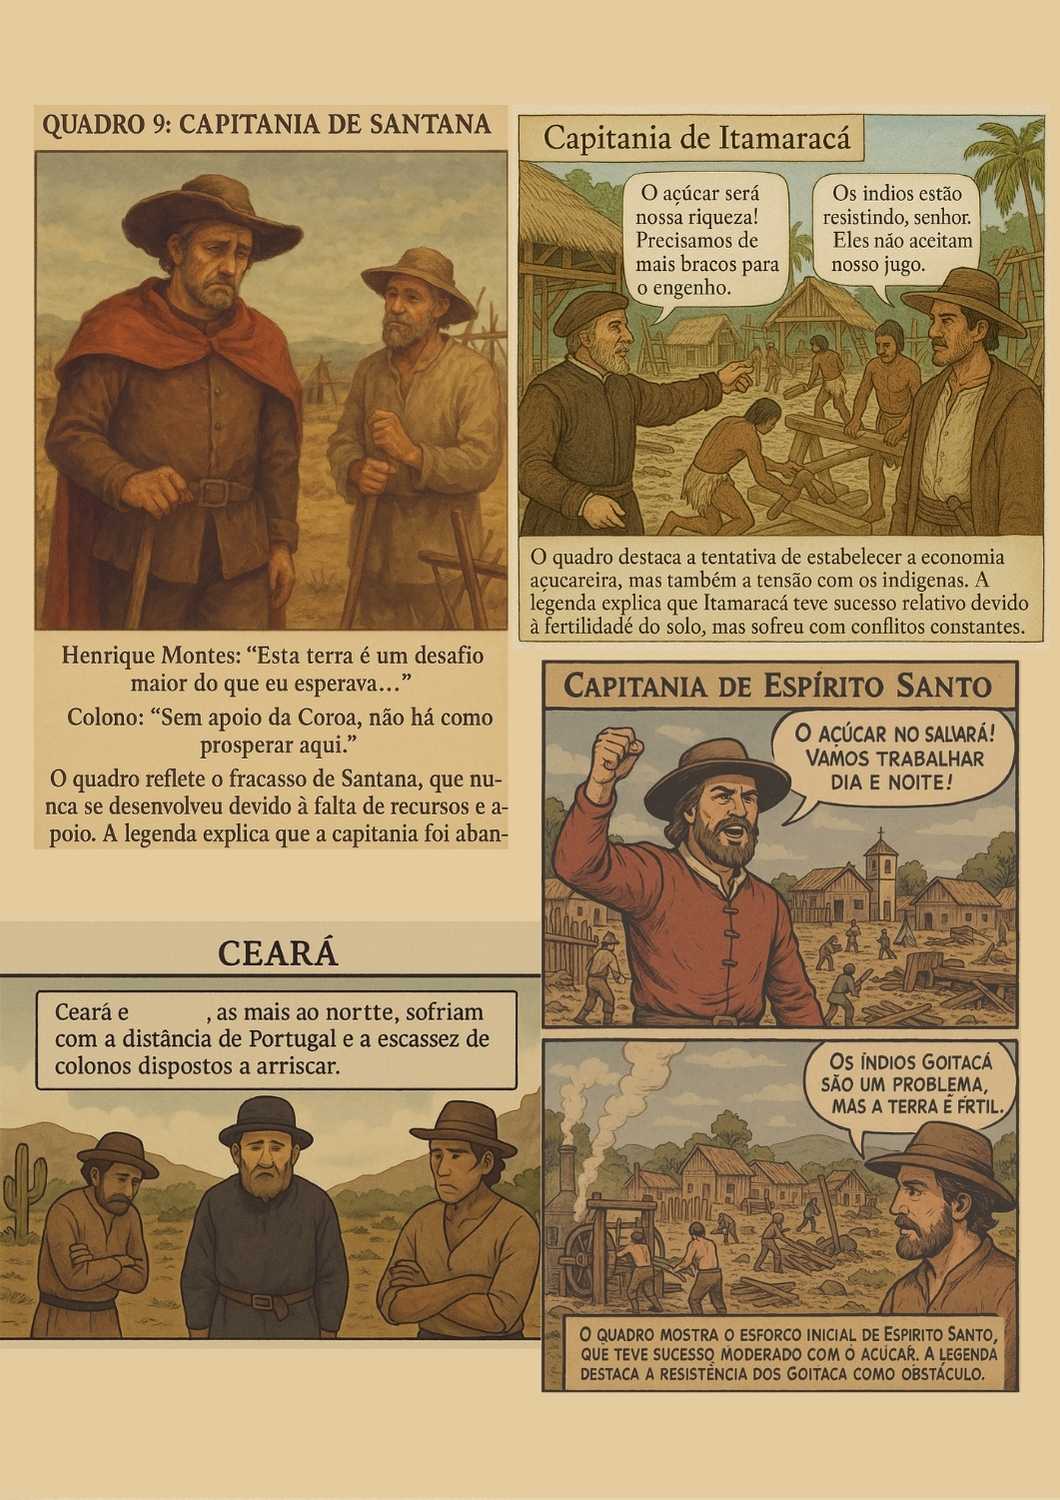 QUADRO 9: CAPITANIA DE SANTANA
Henrique Montes: “Esta terra é um desafio
maior do que eu esperava...”
Colono: “Sem apoio da Coroa, não há como
prosperar aqui.”
O quadro reflete o fracasso de Santana, que nu-
nca se desenvolveu devido à falta de recursos e a-
poio. A legenda explica que a capitania foi aban-
Capitania de Itamaracá
O açúcar será
nossa riqueza!
Precisamos de
mais bracos para
o engenho.
Os indios estão
resistindo, senhor.
Eles não aceitam
nosso jugo.
O quadro destaca a tentativa de estabelecer a economia
açucareira, mas também a tensão com os indigenas. A
légenda explica que Itamaracá teve sucesso relativo devido
à fertilidadé do solo, mas sofreu com conflitos constantes.
CAPITANIA DE ESPÍRITO SANTO
O AÇÚCAR NO SALVARÁ!
VAMOS TRABALHAR
DIA E NOITE!
OS ÍNDIOS GOITACÁ
SÃO UM PROBLEMA,
MAS A TERRA É FRTIL.
O QUADRO MOSTRA O ESFORCO INICIAL DE ESPIRITO SANTO,
QUE TEVE SUCESSO MODERADO COM O ACÚCAR. A LEGENDA
DESTACA A RESISTÊNCIA DOS GOITACA COMO OBSTÁCULO.
CEARÁ
Ceará e , as mais ao nortte, sofriam
com a distância de Portugal e a escassez de
colonos dispostos a arriscar.